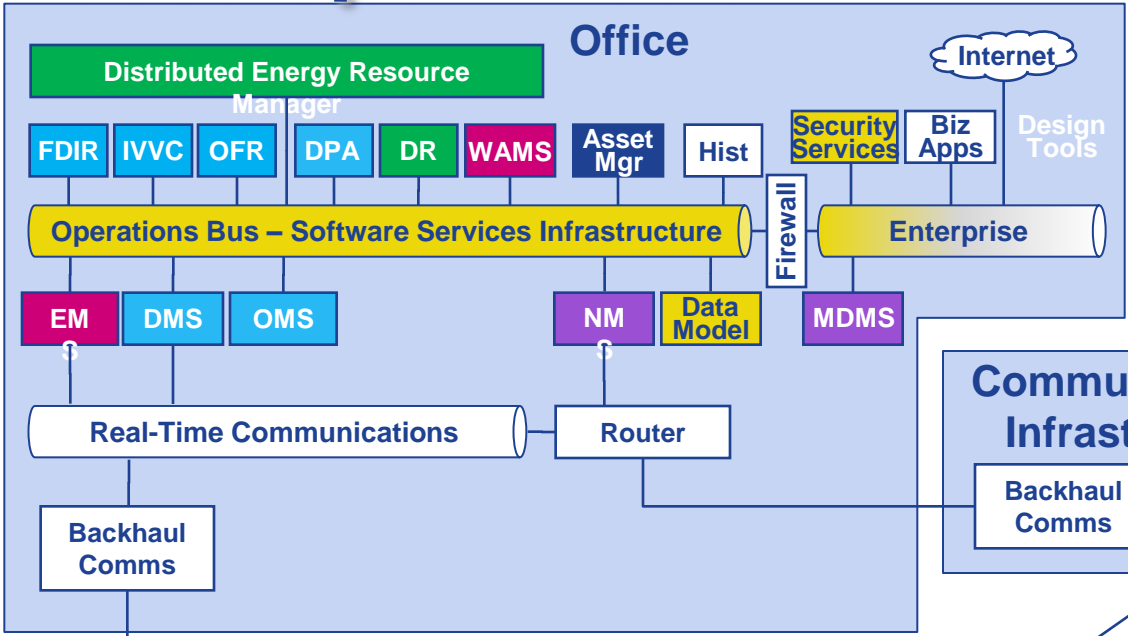 Office
Internet
Distributed Energy Resource
Manager
FDIR
IVVC
OFR
DPA
DR
WAMS
Asset
Mgr
Hist
Security
Services
Biz
Apps
Design
Tools
Operations Bus – Software Services Infrastructure
Firewall
Enterprise
EM
S
DMS
OMS
NM
S
Data
Model
MDMS
Commu
Infrast
Real-Time Communications
Router
Backhaul
Comms
Backhaul
Comms